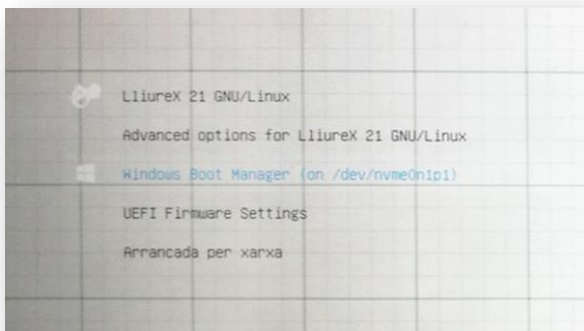 LliureX 21 GNU/Linux
Advanced options for LliureX 21 GNU/Linux
Windows Boot Manager (on /dev/nvme0n1p1)
UEFI Firmware Settings
Arrancada per xarxa